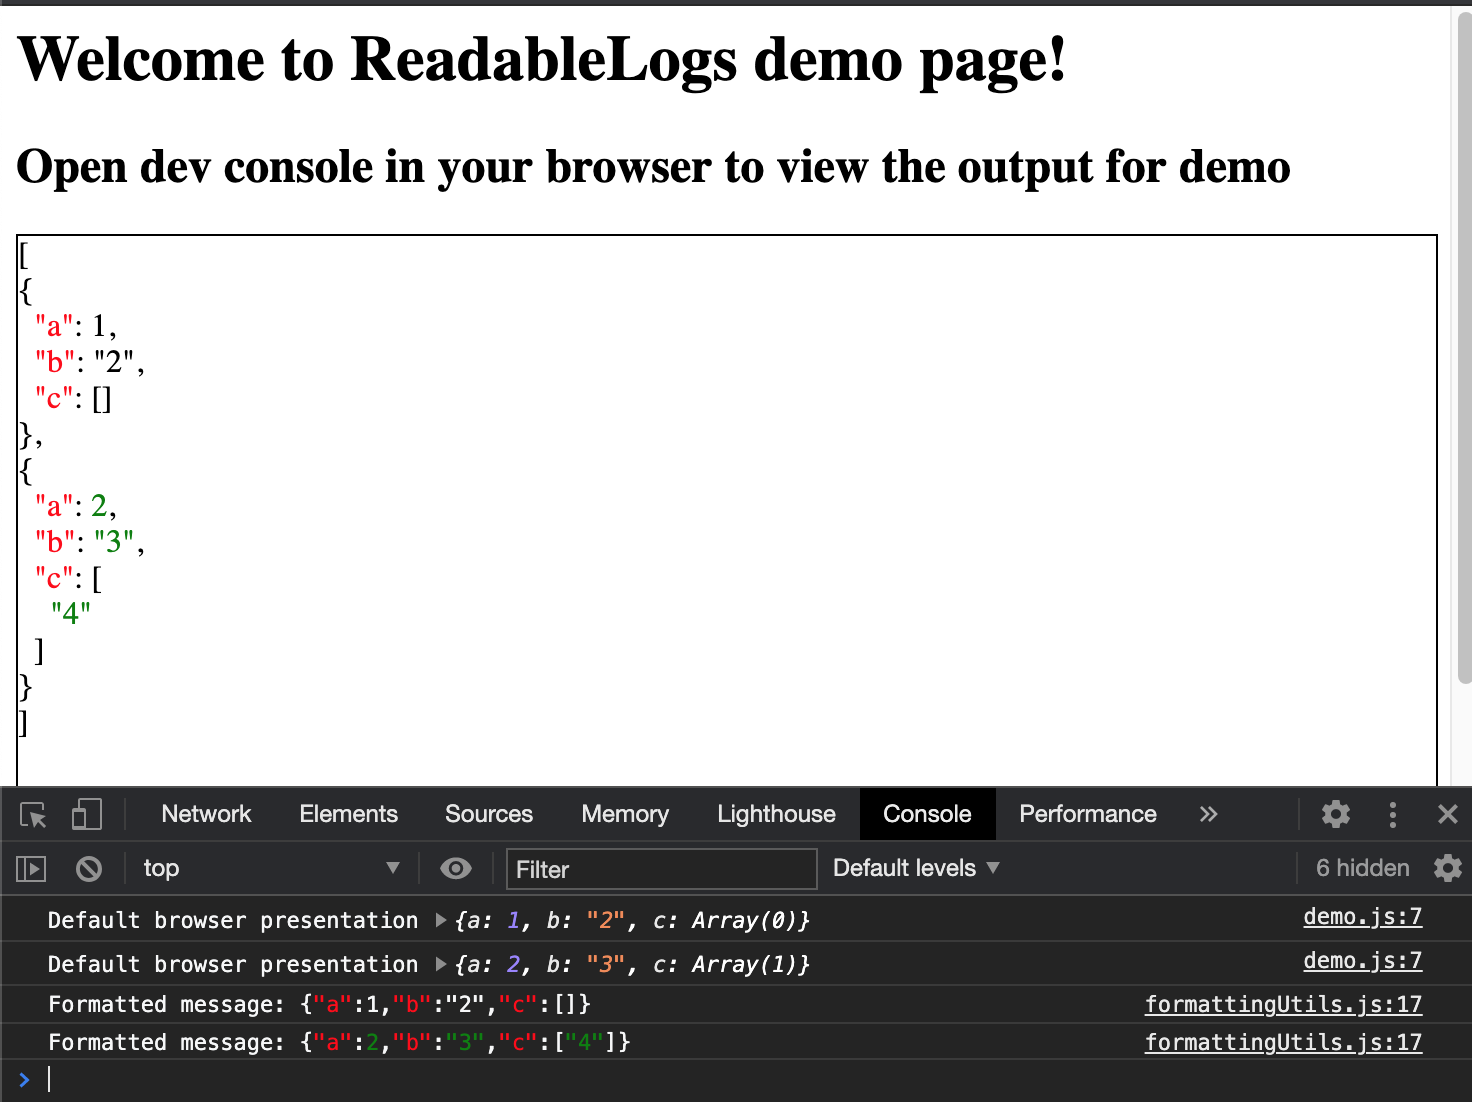 Welcome to ReadableLogs demo page!
Open dev console in your browser to view the output for demo
[
{
"a": 1,
"b": "2",
"c": []
},
{
"a": 2,
"b": "3",
"c": [
"4"
]
}
]
Network Elements Sources Memory Lighthouse Console Performance »
top ▼ Filter Default levels ▼ 6 hidden
Default browser presentation ▶{a: 1, b: "2", c: Array(0)} demo.js:7
Default browser presentation ▶{a: 2, b: "3", c: Array(1)} demo.js:7
Formatted message: {"a":1,"b":"2","c":[]} formattingUtils.js:17
Formatted message: {"a":2,"b":"3","c":["4"]} formattingUtils.js:17
>